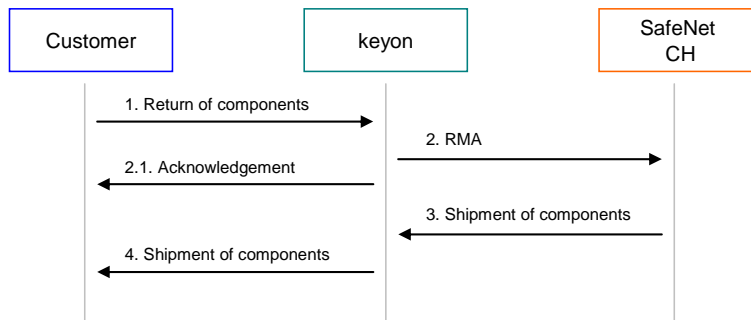 Customer
keyon
SafeNet
CH
1. Return of components
2. RMA
2.1. Acknowledgement
3. Shipment of components
4. Shipment of components